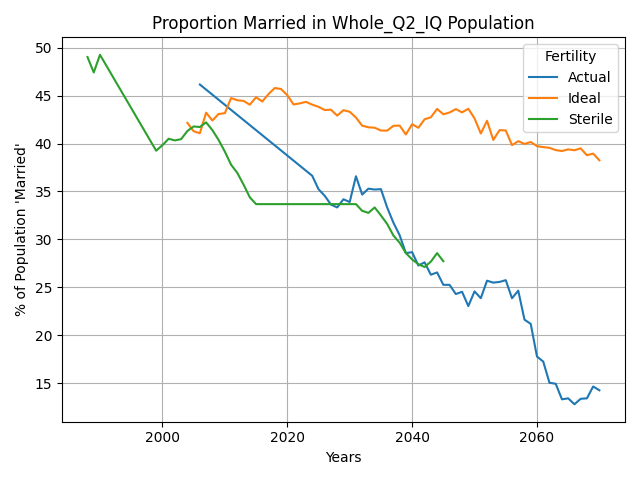 Proportion Married in Whole_Q2_IQ Population
% of Population 'Married'
50
45
40
35
30
25
20
15
2000
2020
2040
2060
Years
Fertility
Actual
Ideal
Sterile